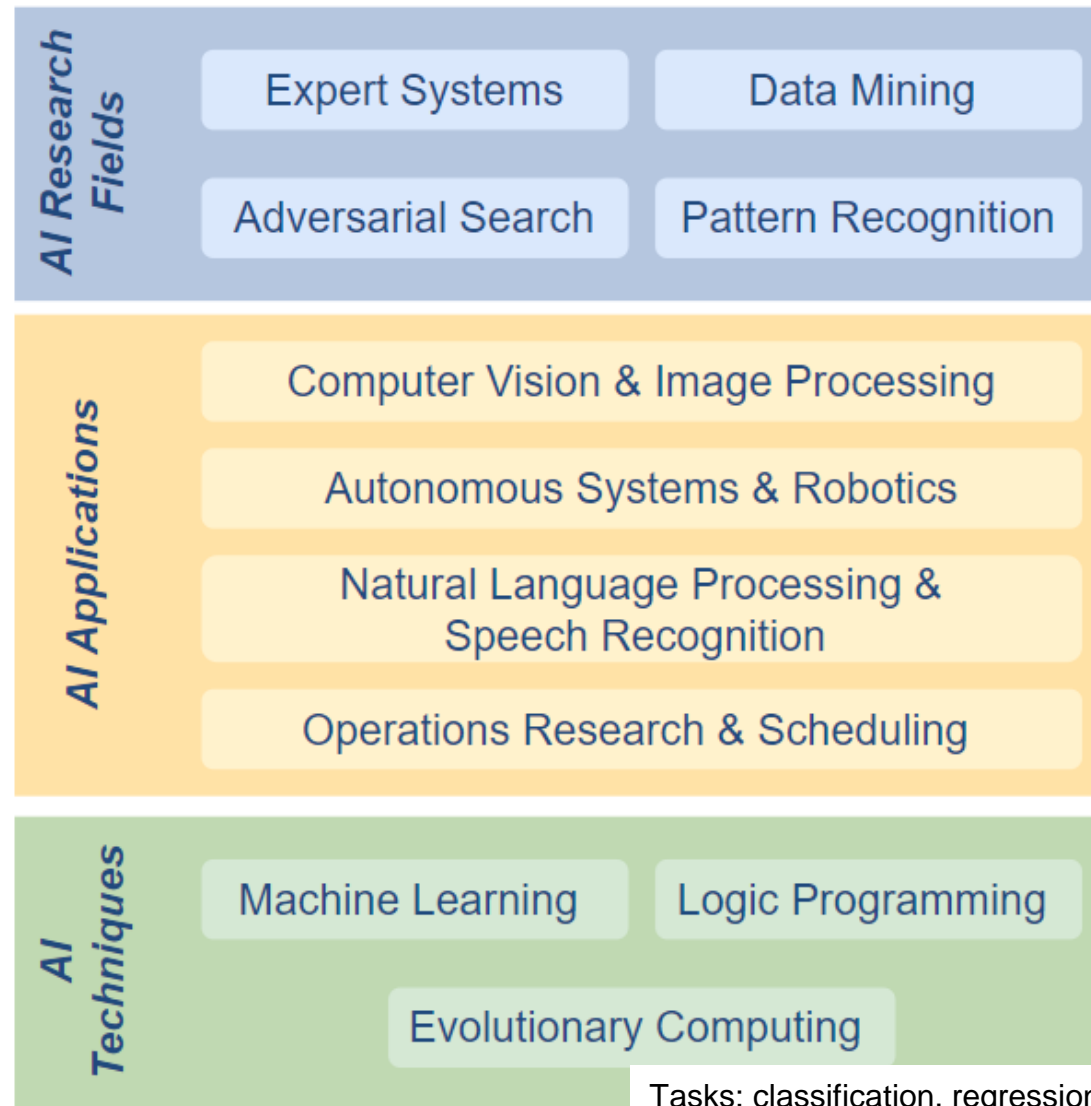 AI Research
Fields
Expert Systems
Data Mining
Adversarial Search
Pattern Recognition
AI Applications
Computer Vision & Image Processing
Autonomous Systems & Robotics
Natural Language Processing &
Speech Recognition
Operations Research & Scheduling
AI
Techniques
Machine Learning
Logic Programming
Evolutionary Computing
Tasks: classification, regression